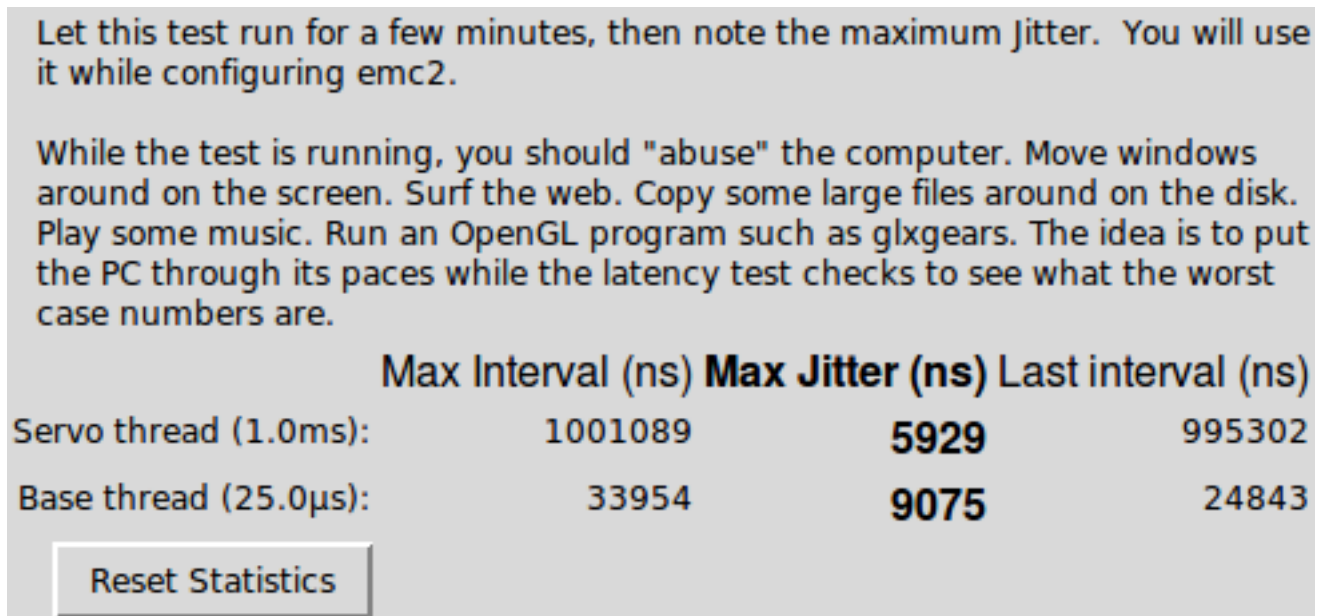 Let this test run for a few minutes, then note the maximum Jitter.  You will use
it while configuring emc2.
While the test is running, you should "abuse" the computer. Move windows
around on the screen. Surf the web. Copy some large files around on the disk.
Play some music. Run an OpenGL program such as glxgears. The idea is to put
the PC through its paces while the latency test checks to see what the worst
case numbers are.
Max Interval (ns) Max Jitter (ns) Last interval (ns)
Servo thread (1.0ms): 1001089 5929 995302
Base thread (25.0µs): 33954 9075 24843
Reset Statistics